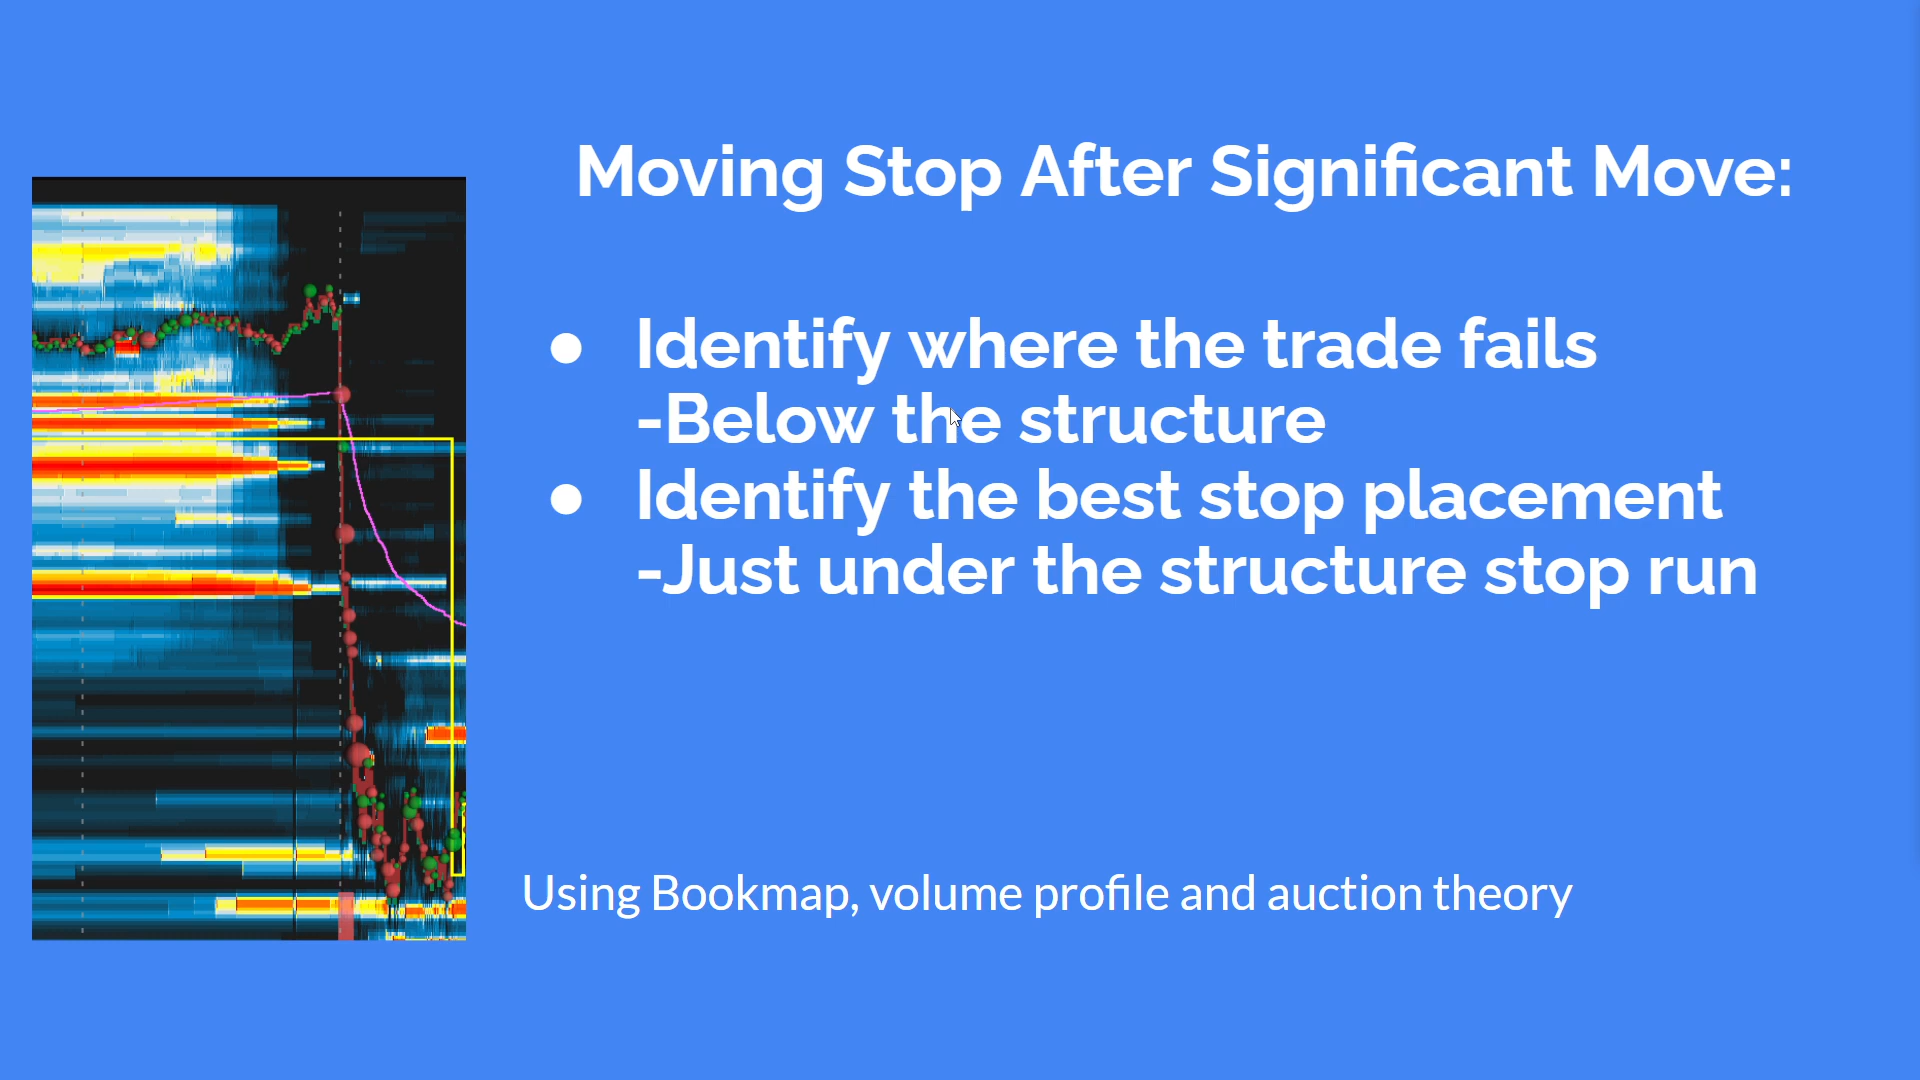 Moving Stop After Significant Move:
● Identify where the trade fails
-Below the structure
● Identify the best stop placement
-Just under the structure stop run
Using Bookmap, volume profile and auction theory